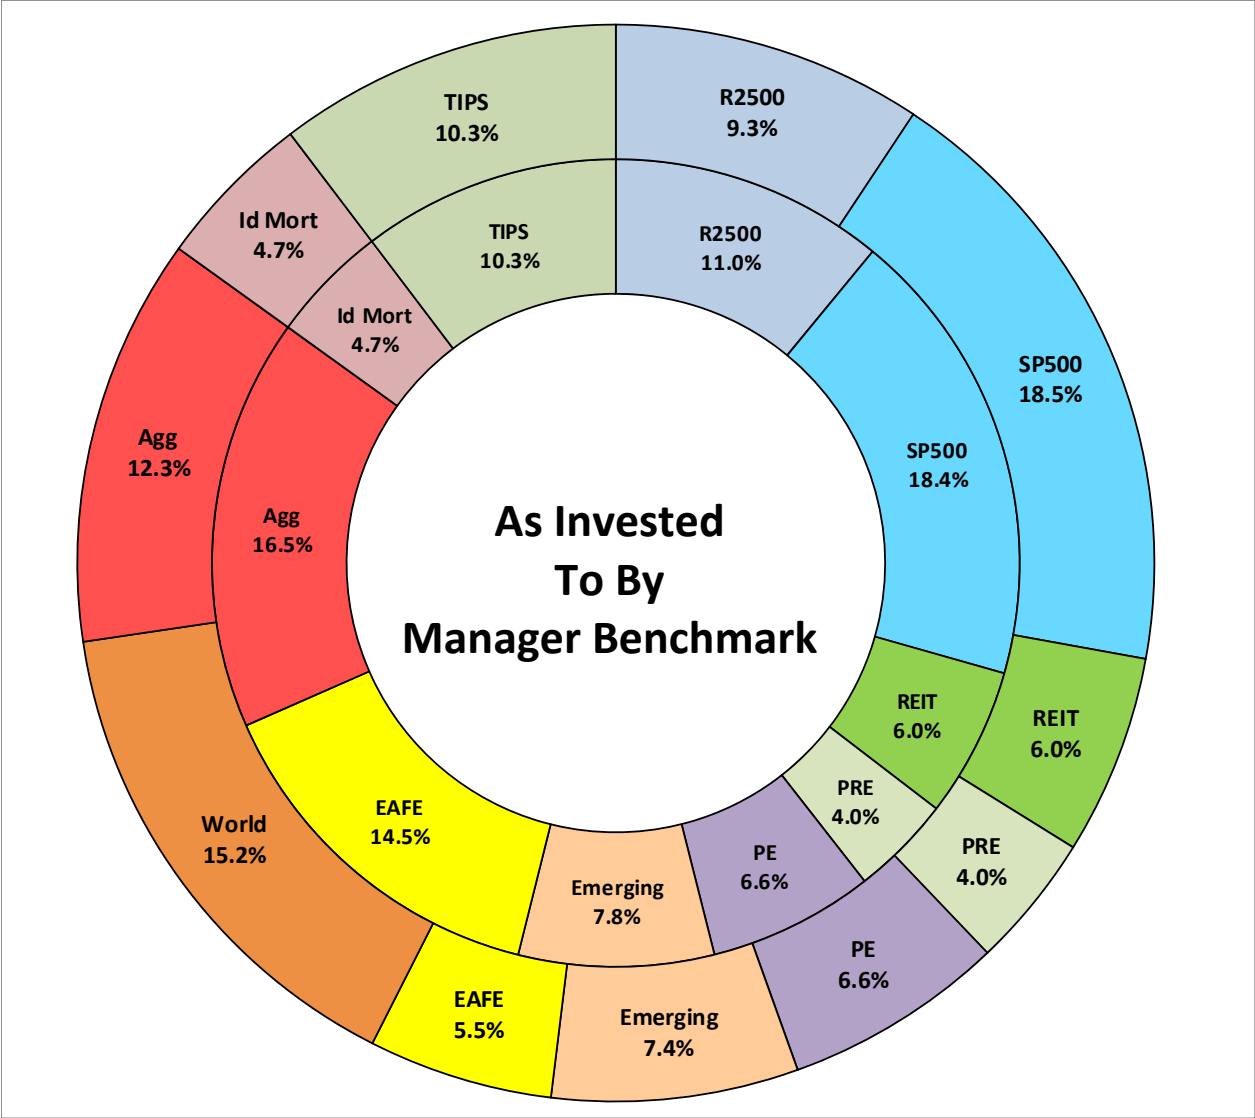 R2500
9.3%
SP500
18.5%
REIT
6.0%
PRE
4.0%
PE
6.6%
Emerging
7.4%
EAFE
5.5%
World
15.2%
Agg
12.3%
Id Mort
4.7%
TIPS
10.3%
R2500
11.0%
SP500
18.4%
REIT
6.0%
PRE
4.0%
PE
6.6%
Emerging
7.8%
EAFE
14.5%
Agg
16.5%
Id Mort
4.7%
TIPS
10.3%
As Invested
To By
Manager Benchmark